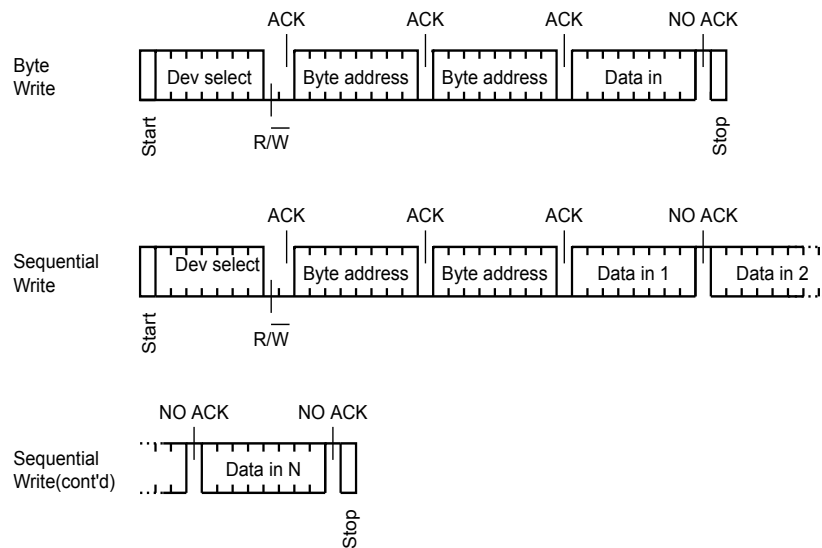 ACK ACK ACK NO ACK
Byte
Write
Dev select Byte address Byte address Data in
Start Stop
R/W
ACK ACK ACK NO ACK
Sequential
Write
Dev select Byte address Byte address Data in 1 Data in 2
Start
R/W
NO ACK NO ACK
Sequential
Write(cont'd)
Data in N
Stop